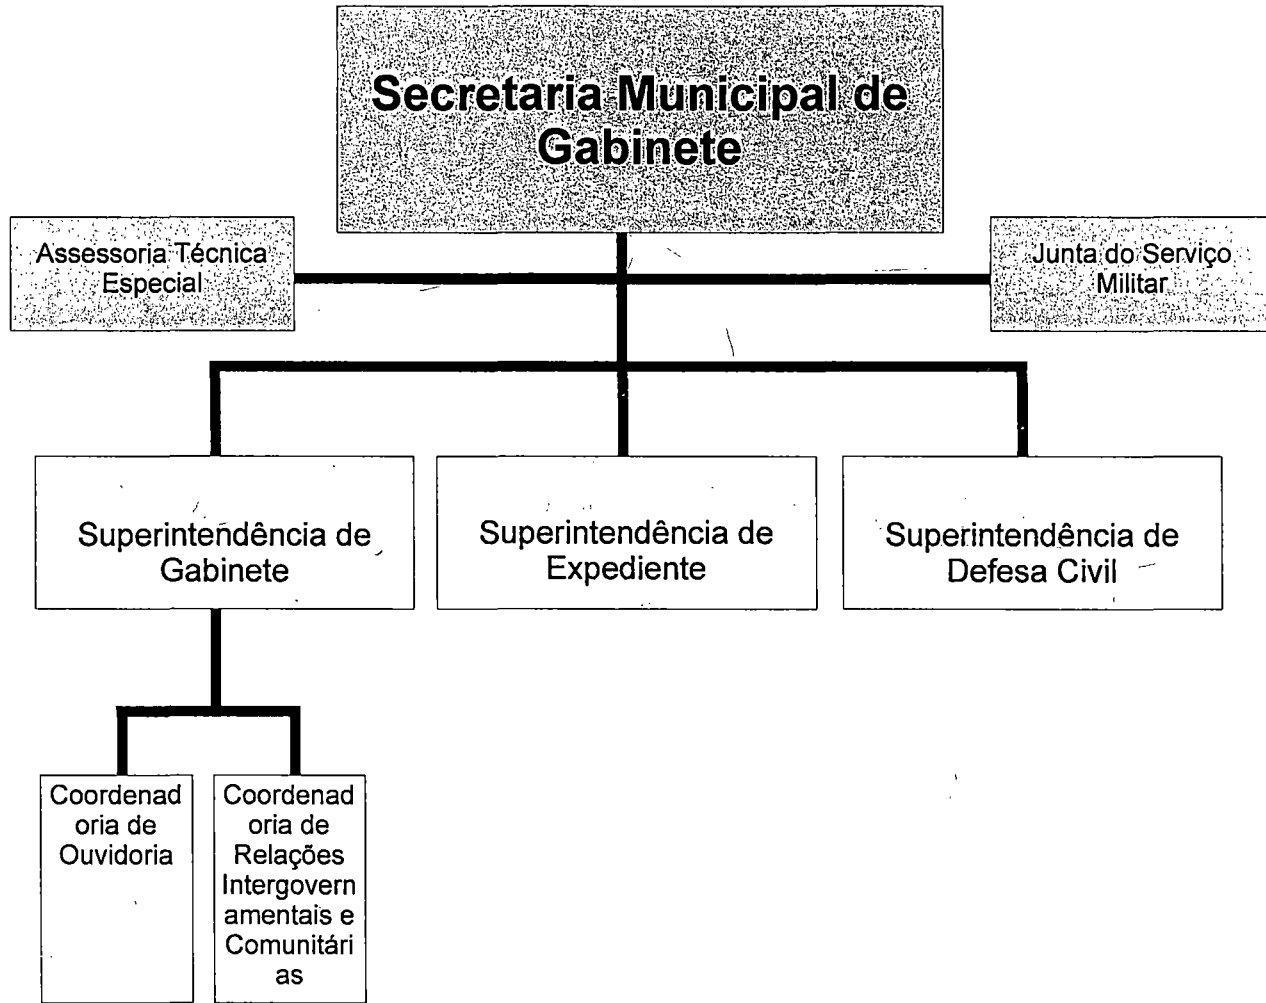 Secretaria Municipal de
Gabinete
Assessoria Técnica
Especial
Junta do Serviço
Militar
Superintendência de
Gabinete
Superintendência de
Expediente
Superintendência de
Defesa Civil
Coordenad
oria de
Ouvidoria
Coordenad
oria de
Relações
Intergovern
amentais e
Comunitári
as